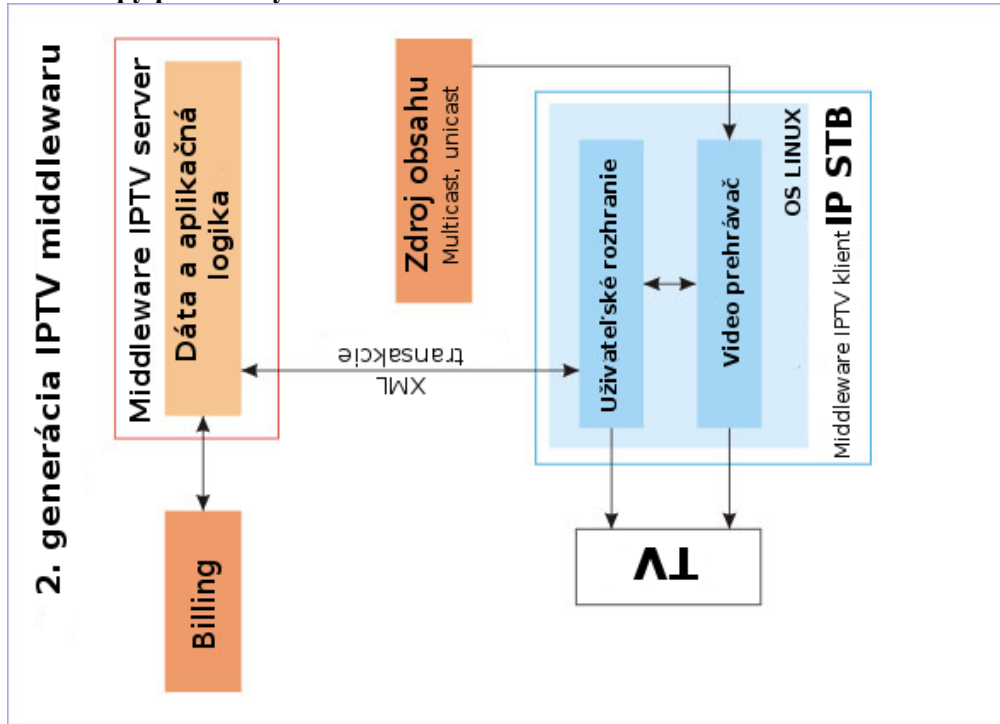 2. generácia IPTV middlewaru
Middleware IPTV server
Dáta a aplikačná
logika
Billing
Zdroj obsahu
Multicast, unicast
XML
transakcie
Uživateľské rozhranie
Video prehrávač
OS LINUX
Middleware IPTV klient
IP STB
TV